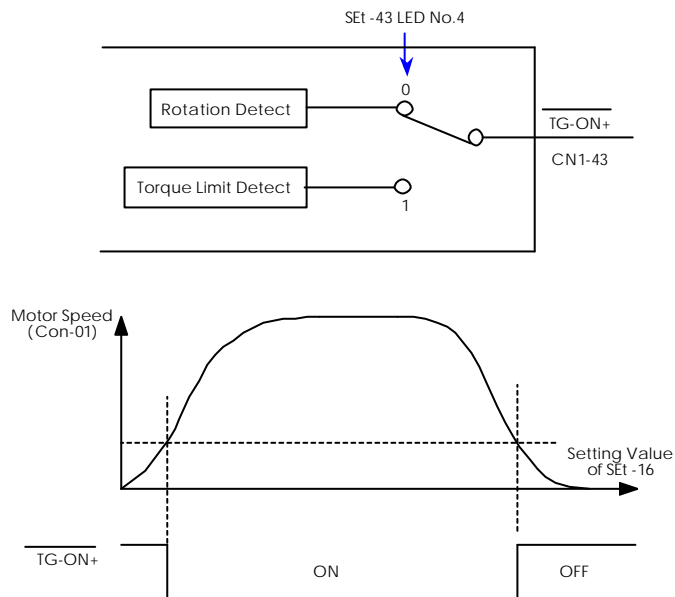 SEt -43 LED No.4
0
Rotation Detect
TG-ON+
CN1-43
Torque Limit Detect
1
Motor Speed
(Con-01)
Setting Value
of SEt -16
TG-ON+
ON
OFF